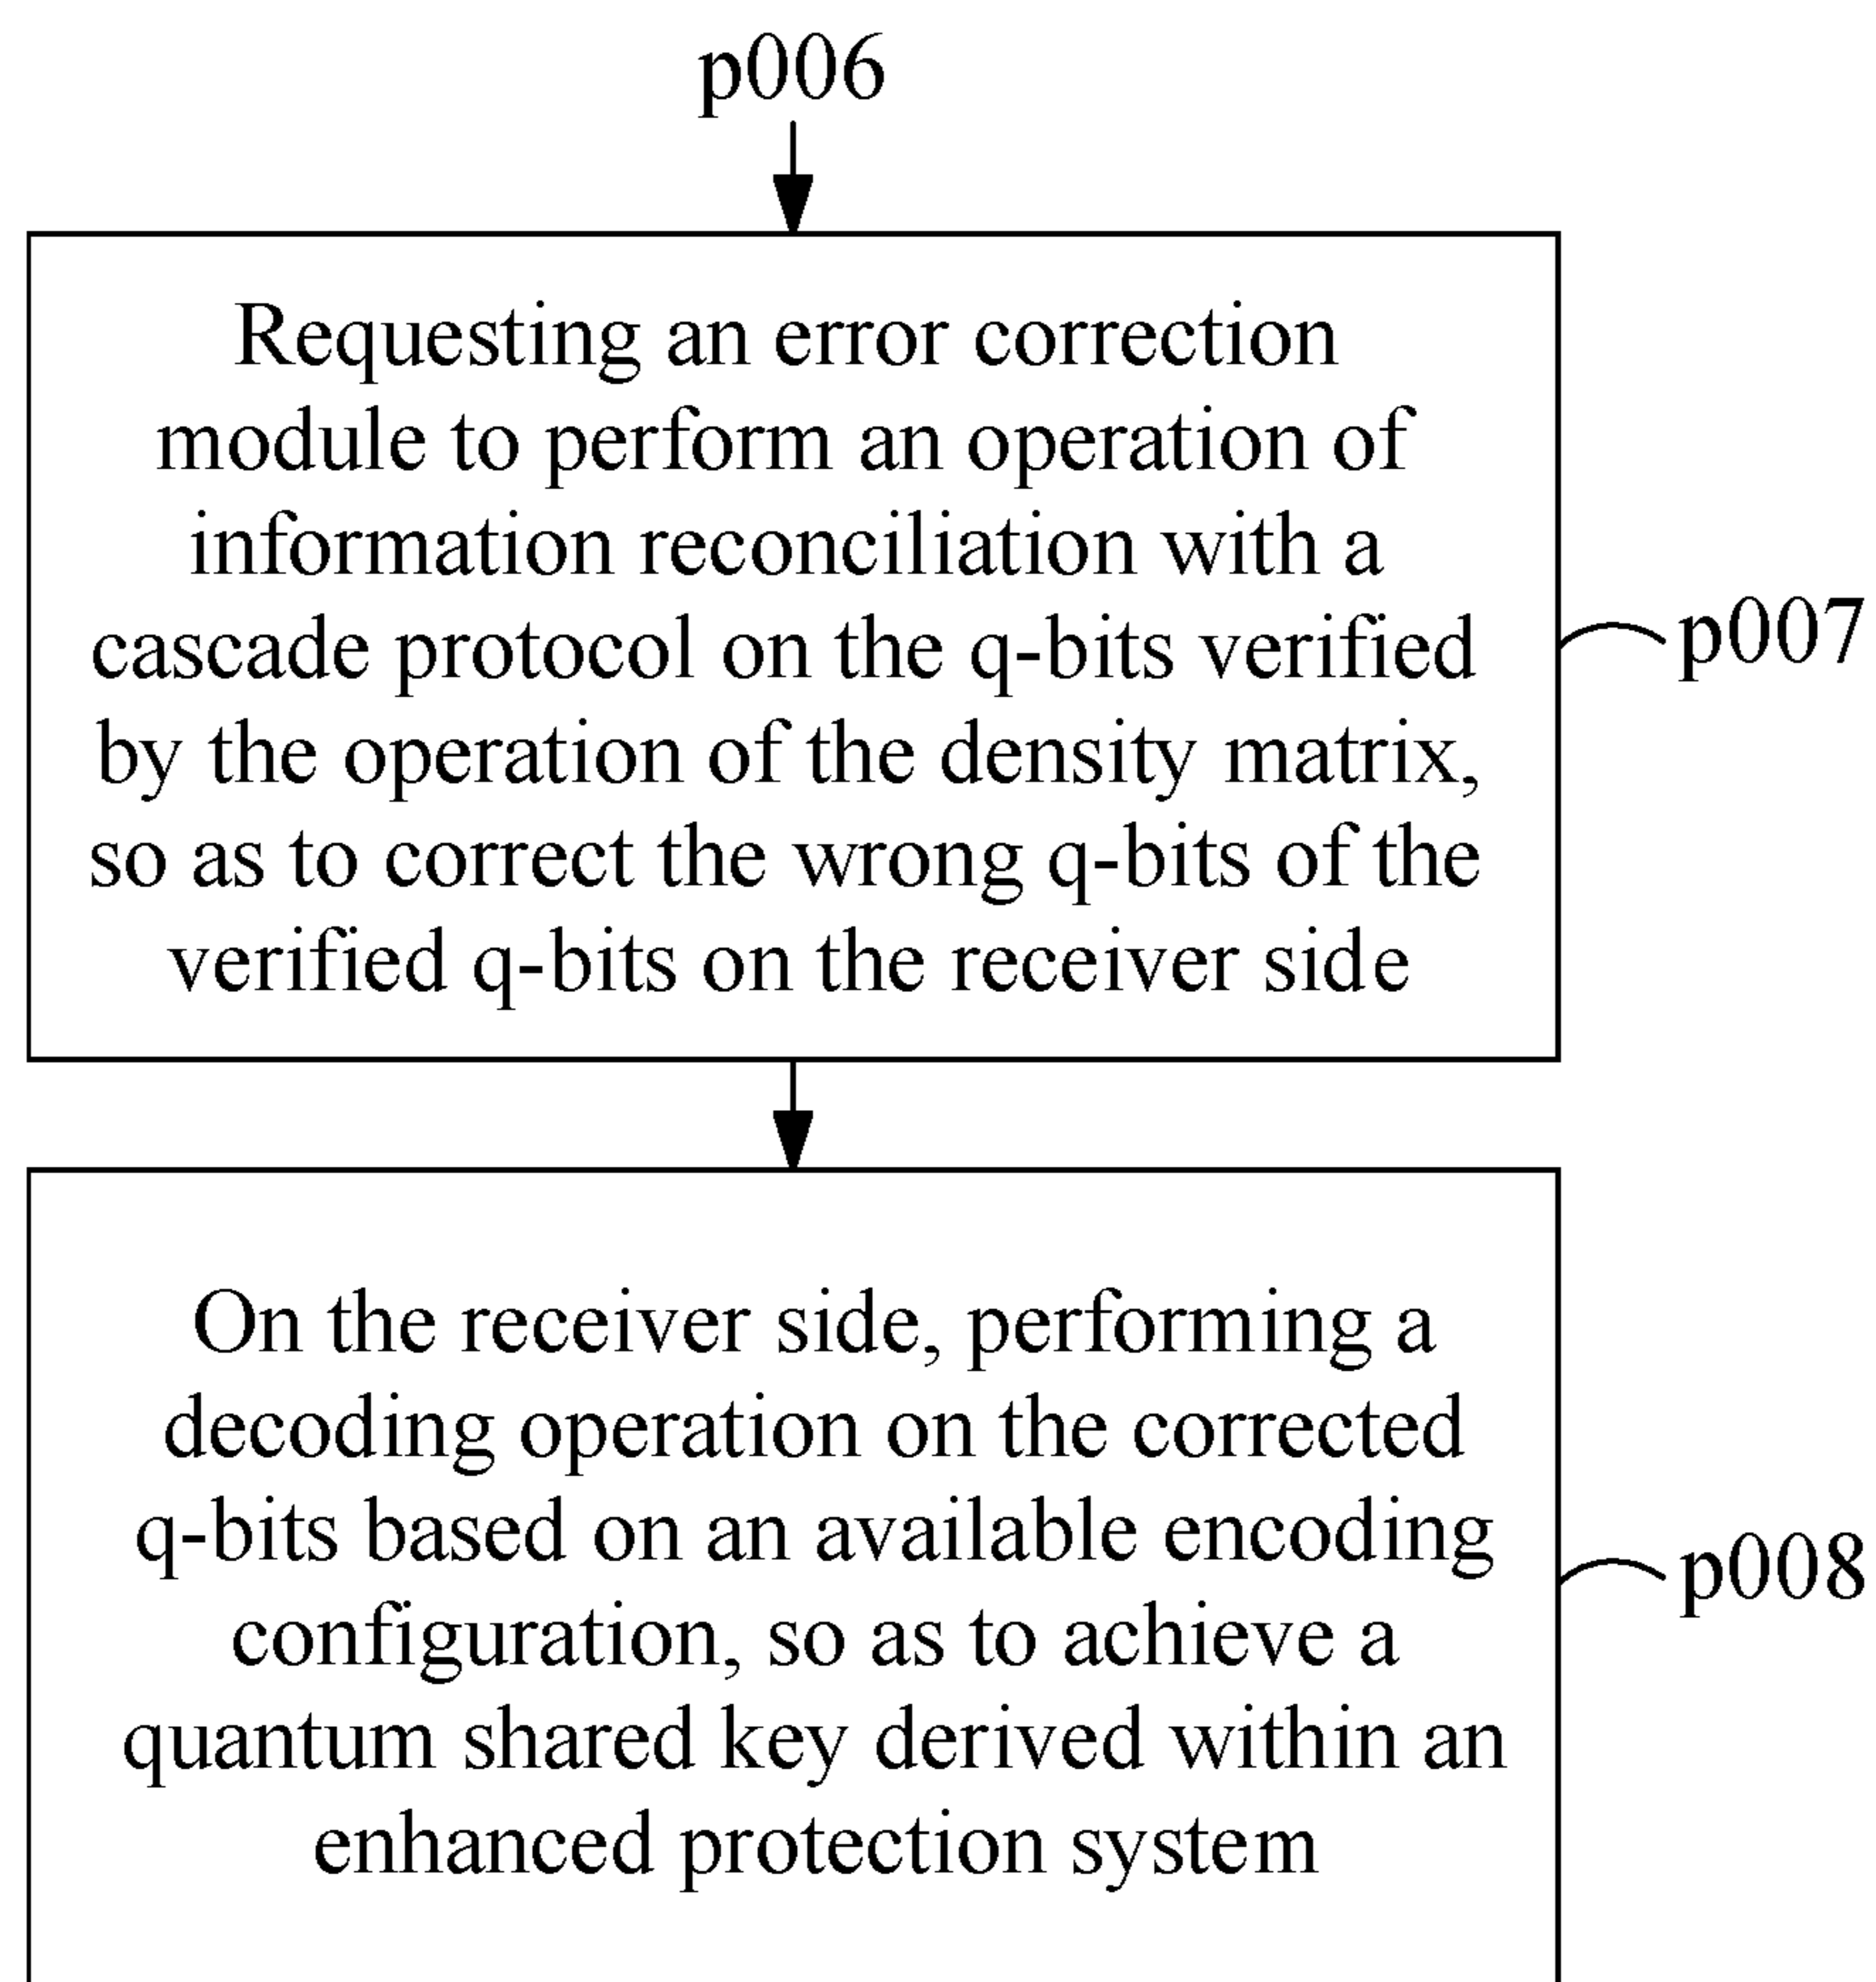 p006
Requesting an error correction
module to perform an operation of
information reconciliation with a
cascade protocol on the q-bits verified
by the operation of the density matrix,
so as to correct the wrong q-bits of the
verified q-bits on the receiver side
p007
On the receiver side, performing a
decoding operation on the corrected
q-bits based on an available encoding
configuration, so as to achieve a
quantum shared key derived within an
enhanced protection system
p008